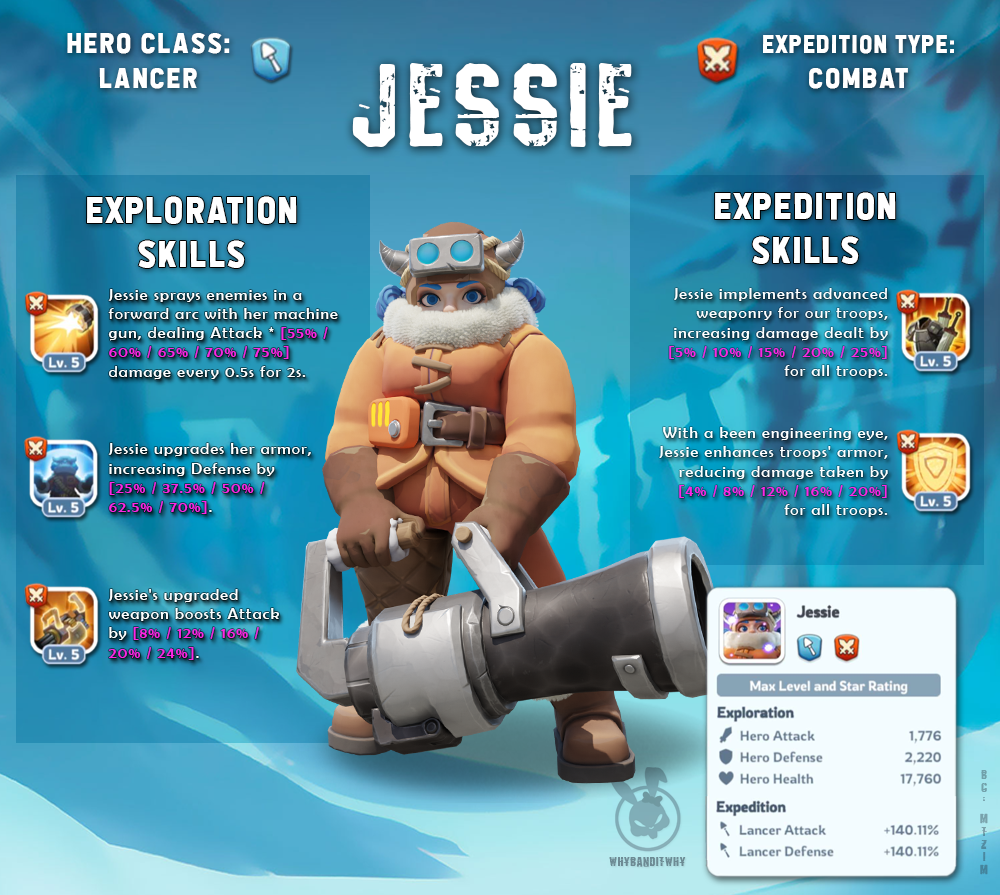 HERO CLASS:
LANCER
JESSIE
EXPEDITION TYPE:
COMBAT
EXPLORATION
SKILLS
Jessie sprays enemies in a
forward arc with her machine
gun, dealing Attack * [55% /
60% / 65% / 70% / 75%]
damage every 0.5s for 2s.
Lv. 5
Jessie upgrades her armor,
increasing Defense by
[25% / 37.5% / 50% /
62.5% / 70%].
Lv. 5
Jessie's upgraded
weapon boosts Attack
by [8% / 12% / 16% /
20% / 24%].
Lv. 5
EXPEDITION
SKILLS
Jessie implements advanced
weaponry for our troops,
increasing damage dealt by
[5% / 10% / 15% / 20% / 25%]
for all troops.
Lv. 5
With a keen engineering eye,
Jessie enhances troops' armor,
reducing damage taken by
[4% / 8% / 12% / 16% / 20%]
for all troops.
Lv. 5
Jessie
Max Level and Star Rating
Exploration
Hero Attack 1,776
Hero Defense 2,220
Hero Health 17,760
Expedition
Lancer Attack +140.11%
Lancer Defense +140.11%
WHYBANDITWHY
BG: MTZIM